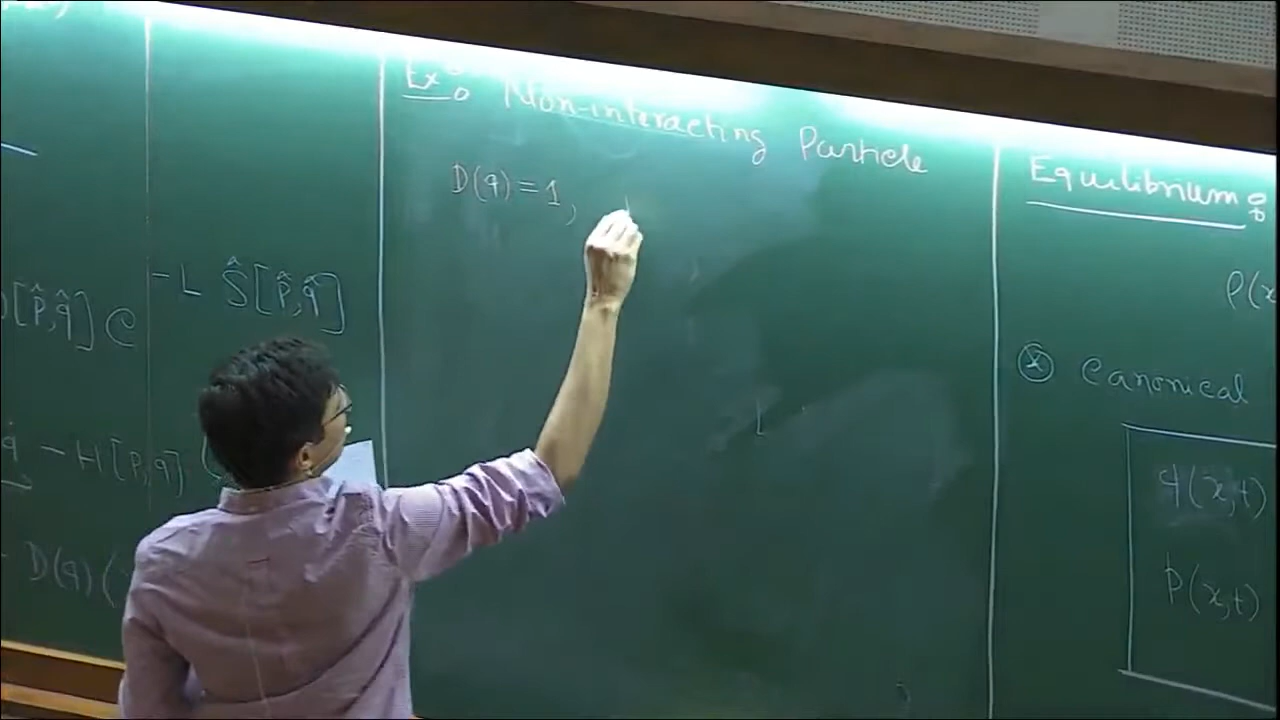 -L Ŝ[p̂,q̂]
D[p̂,q̂] e
q̇ - H[p,q]
- D(q)(
Ex:
Non-interacting Particle
D(q) = 1,
Equilibrium:
P(x
⊛ Canonical
q(x,t)
p(x,t)